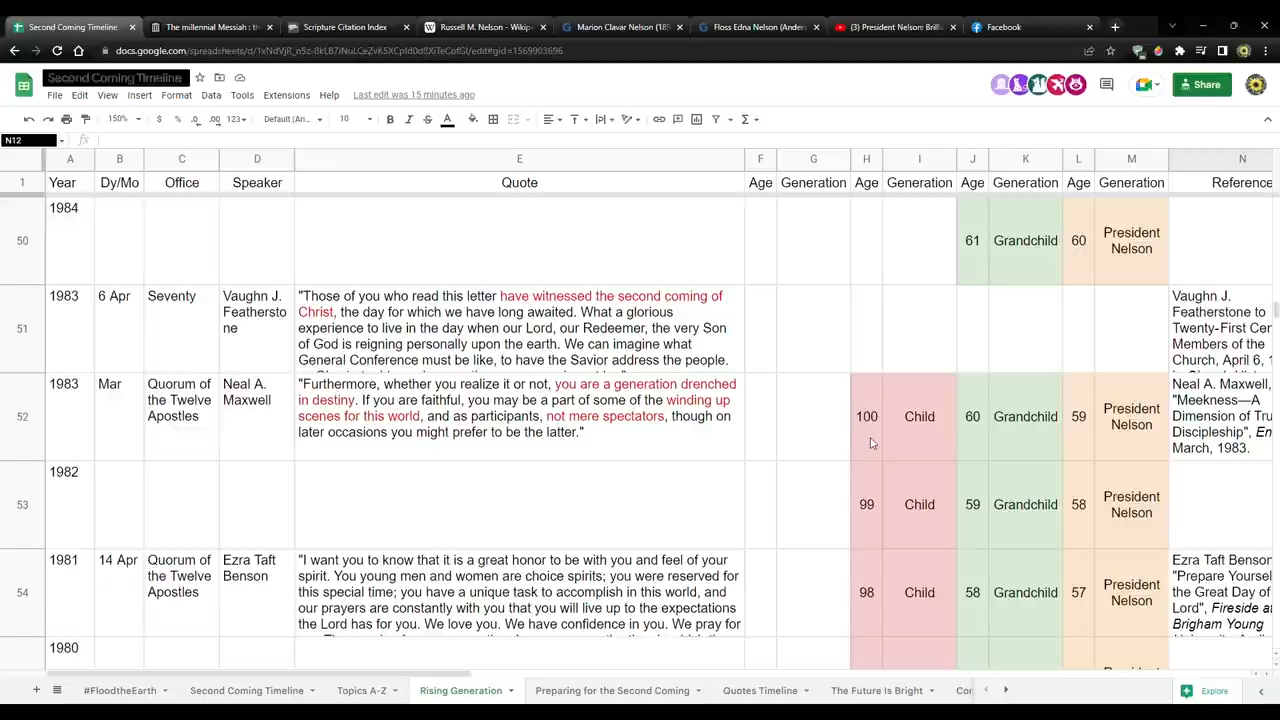 Second Coming Timeline
The millennial Messiah : th
Scripture Citation Index
Russell M. Nelson - Wikip
Marion Clavar Nelson (189
Floss Edna Nelson (Anders
(3) President Nelson: Brill
Facebook
Second Coming Timeline
File Edit View Insert Format Data Tools Extensions Help Last edit was 15 minutes ago
Share
150% $ % .0 .00 123 Default (Ari... 10 B I S A
N12 fx
A B C D E F G H I J K L M N
1 Year Dy/Mo Office Speaker Quote Age Generation Age Generation Age Generation Age Generation Reference
50 1984 61 Grandchild 60 President
Nelson
51 1983 6 Apr Seventy Vaughn J.
Feathersto
ne
"Those of you who read this letter have witnessed the second coming of
Christ, the day for which we have long awaited. What a glorious
experience to live in the day when our Lord, our Redeemer, the very Son
of God is reigning personally upon the earth. We can imagine what
General Conference must be like, to have the Savior address the people.
Vaughn J.
Featherstone to
Twenty-First Cen
Members of the
Church, April 6, 1
52 1983 Mar Quorum of
the Twelve
Apostles
Neal A.
Maxwell
"Furthermore, whether you realize it or not, you are a generation drenched
in destiny. If you are faithful, you may be a part of some of the winding up
scenes for this world, and as participants, not mere spectators, though on
later occasions you might prefer to be the latter."
100 Child 60 Grandchild 59 President
Nelson
Neal A. Maxwell,
"Meekness—A
Dimension of Tru
Discipleship", En
March, 1983.
53 1982 99 Child 59 Grandchild 58 President
Nelson
54 1981 14 Apr Quorum of
the Twelve
Apostles
Ezra Taft
Benson
"I want you to know that it is a great honor to be with you and feel of your
spirit. You young men and women are choice spirits; you were reserved for
this special time; you have a unique task to accomplish in this world, and
our prayers are constantly with you that you will live up to the expectations
the Lord has for you. We love you. We have confidence in you. We pray for
98 Child 58 Grandchild 57 President
Nelson
Ezra Taft Benson
"Prepare Yoursel
the Great Day of
Lord", Fireside a
Brigham Young
1980
#FloodtheEarth Second Coming Timeline Topics A-Z Rising Generation Preparing for the Second Coming Quotes Timeline The Future Is Bright Cor
Explore